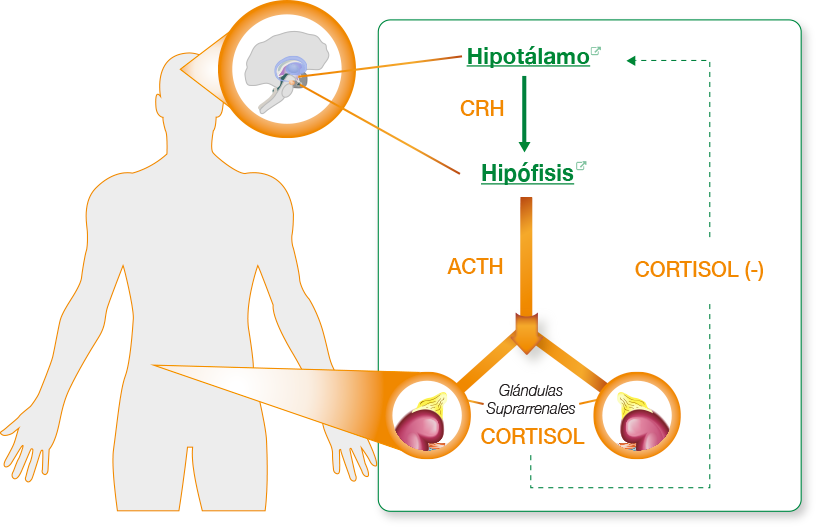 Hipotálamo
CRH
Hipófisis
ACTH
CORTISOL (-)
Glándulas
Suprarrenales
CORTISOL